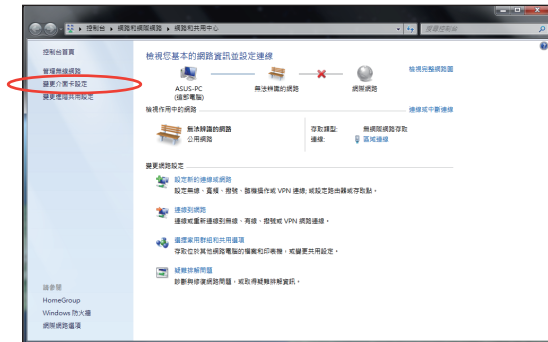 控制台 ▸ 網路和網際網路 ▸ 網路和共用中心
搜尋控制台
控制台首頁
管理無線網路
變更介面卡設定
變更進階共用設定
請參閱
HomeGroup
Windows 防火牆
網際網路選項
檢視您基本的網路資訊並設定連線
檢視完整網路圖
ASUS-PC
(這部電腦)
無法辨識的網路
網際網路
檢視作用中的網路
連線或中斷連線
無法辨識的網路
公用網路
存取類型: 無網際網路存取
連線: 區域連線
變更網路設定
設定新的連線或網路
設定無線、寬頻、撥號、臨機操作或 VPN 連線; 或設定路由器或存取點。
連線到網路
連線或重新連線到無線、有線、撥號或 VPN 網路連線。
選擇家用群組和共用選項
存取位於其他網路電腦的檔案和印表機，或變更共用設定。
疑難排解問題
診斷與修復網路問題，或取得疑難排解資訊。